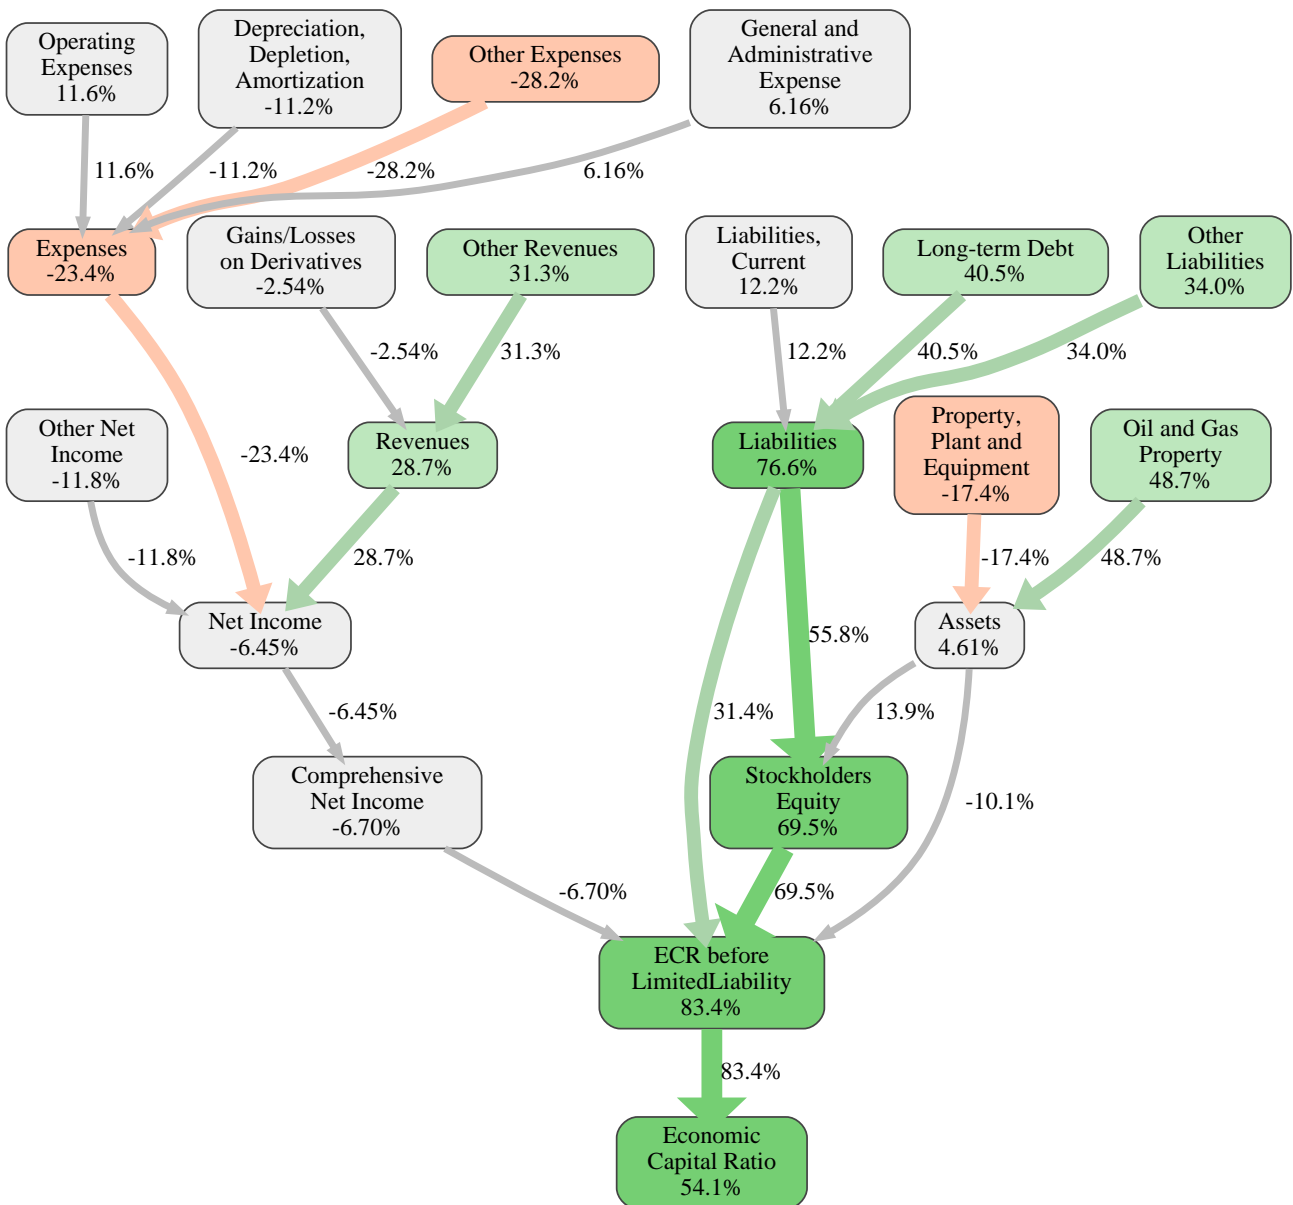 Operating
Expenses
11.6%
Depreciation,
Depletion,
Amortization
-11.2%
Other Expenses
-28.2%
General and
Administrative
Expense
6.16%
11.6%
-11.2%
-28.2%
6.16%
Expenses
-23.4%
Gains/Losses
on Derivatives
-2.54%
Other Revenues
31.3%
Liabilities,
Current
12.2%
Long-term Debt
40.5%
Other
Liabilities
34.0%
-2.54%
31.3%
12.2%
40.5%
34.0%
Other Net
Income
-11.8%
-23.4%
Revenues
28.7%
Liabilities
76.6%
Property,
Plant and
Equipment
-17.4%
Oil and Gas
Property
48.7%
-11.8%
28.7%
-17.4%
48.7%
Net Income
-6.45%
55.8%
Assets
4.61%
-6.45%
31.4%
13.9%
Comprehensive
Net Income
-6.70%
Stockholders
Equity
69.5%
-10.1%
-6.70%
69.5%
ECR before
LimitedLiability
83.4%
83.4%
Economic
Capital Ratio
54.1%